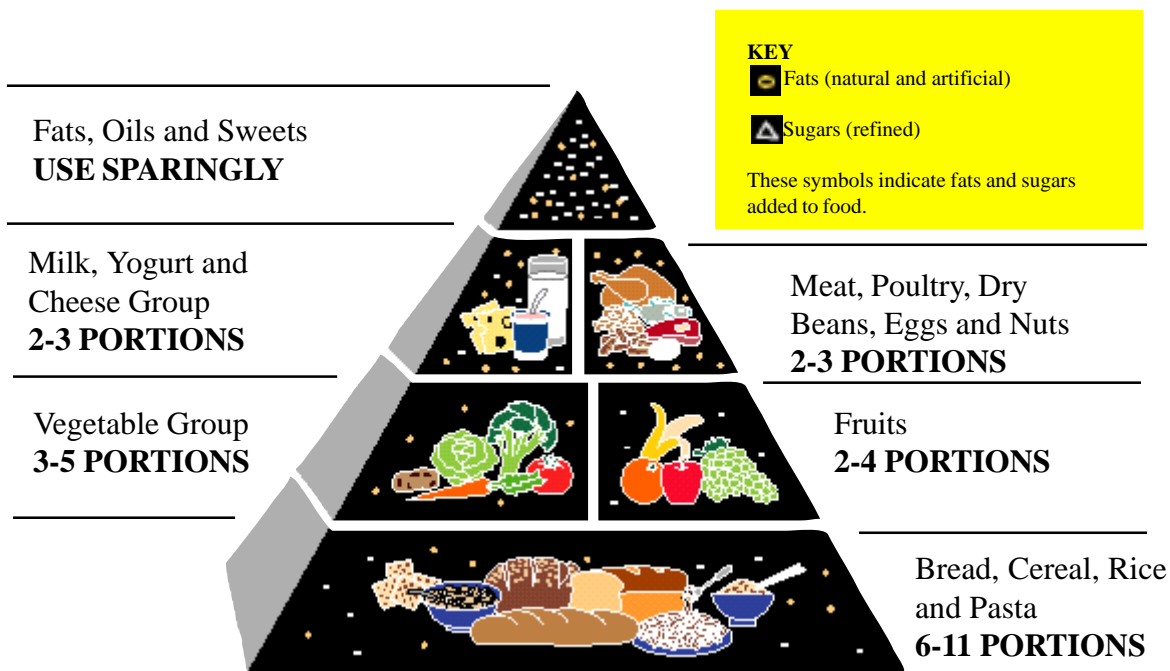 KEY
Fats (natural and artificial)
Sugars (refined)
These symbols indicate fats and sugars
added to food.
Fats, Oils and Sweets
USE SPARINGLY
Milk, Yogurt and
Cheese Group
2-3 PORTIONS
Meat, Poultry, Dry
Beans, Eggs and Nuts
2-3 PORTIONS
Vegetable Group
3-5 PORTIONS
Fruits
2-4 PORTIONS
Bread, Cereal, Rice
and Pasta
6-11 PORTIONS